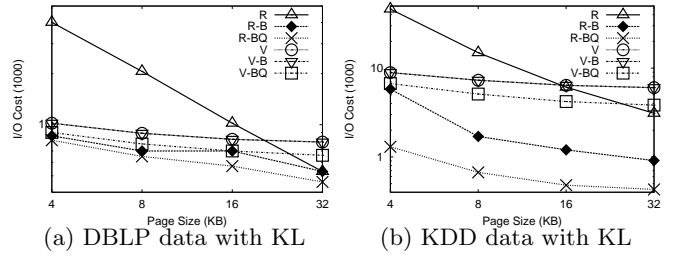 I/O Cost (1000)
1
4
8
16
32
Page Size (KB)
R
R-B
R-BQ
V
V-B
V-BQ
(a) DBLP data with KL
I/O Cost (1000)
10
1
4
8
16
32
Page Size (KB)
R
R-B
R-BQ
V
V-B
V-BQ
(b) KDD data with KL